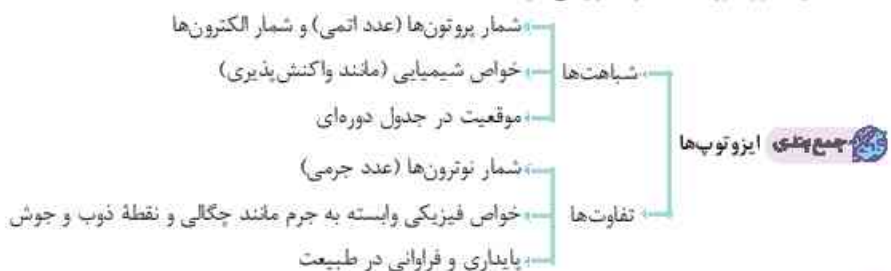 شمار پروتون‌ها (عدد اتمی) و شمار الکترون‌ها
شباهت‌ها
خواص شیمیایی (مانند واکنش‌پذیری)
موقعیت در جدول دوره‌ای
جمع‌بندی ایزوتوپ‌ها
شمار نوترون‌ها (عدد جرمی)
تفاوت‌ها
خواص فیزیکی وابسته به جرم مانند چگالی و نقطهٔ ذوب و جوش
پایداری و فراوانی در طبیعت